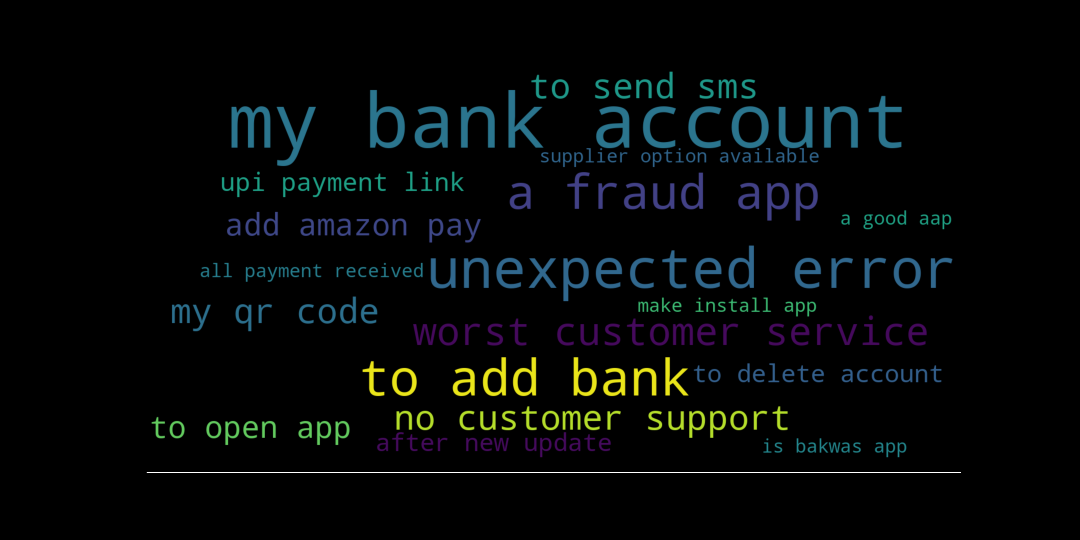 to send sms
my bank account
supplier option available
upi payment link
a fraud app
a good aap
add amazon pay
unexpected error
all payment received
my qr code
make install app
worst customer service
to add bank
to delete account
no customer support
to open app
after new update
is bakwas app